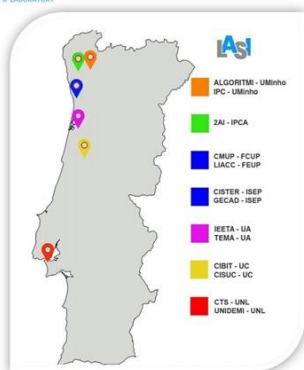 LASI
ALGORITMI - UMinho
IPC - UMinho
2AI - IPCA
CMUP - FCUP
LIACC - FEUP
CISTER - ISEP
GECAD - ISEP
IEETA - UA
TEMA - UA
CIBIT - UC
CISUC - UC
CTS - UNL
UNIDEMI - UNL